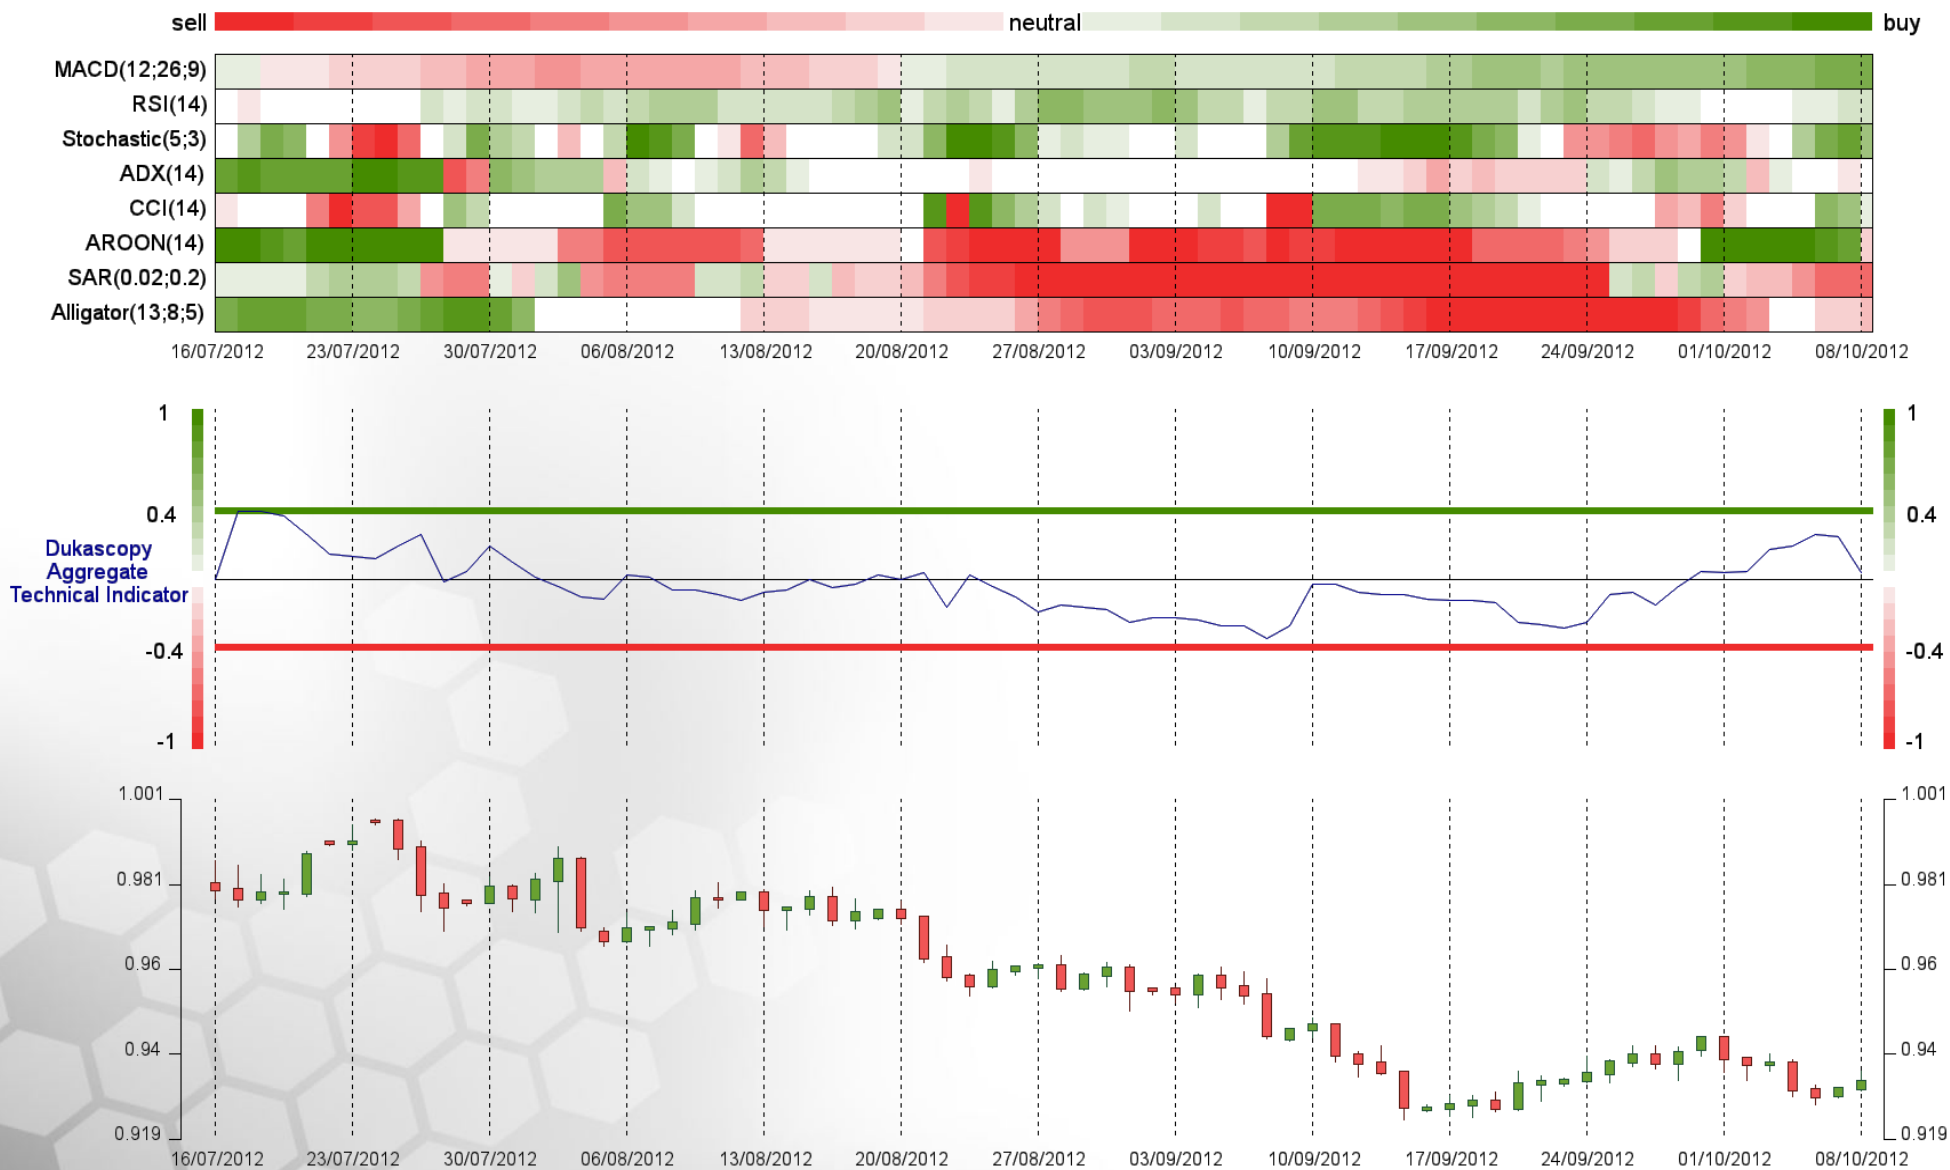 sell neutral buy
MACD(12;26;9)
RSI(14)
Stochastic(5;3)
ADX(14)
CCI(14)
AROON(14)
SAR(0.02;0.2)
Alligator(13;8;5)
16/07/2012 23/07/2012 30/07/2012 06/08/2012 13/08/2012 20/08/2012 27/08/2012 03/09/2012 10/09/2012 17/09/2012 24/09/2012 01/10/2012 08/10/2012
1 1
0.4 0.4
Dukascopy
Aggregate
Technical Indicator
-0.4 -0.4
-1 -1
1.001 1.001
0.981 0.981
0.96 0.96
0.94 0.94
0.919 0.919
16/07/2012 23/07/2012 30/07/2012 06/08/2012 13/08/2012 20/08/2012 27/08/2012 03/09/2012 10/09/2012 17/09/2012 24/09/2012 01/10/2012 08/10/2012